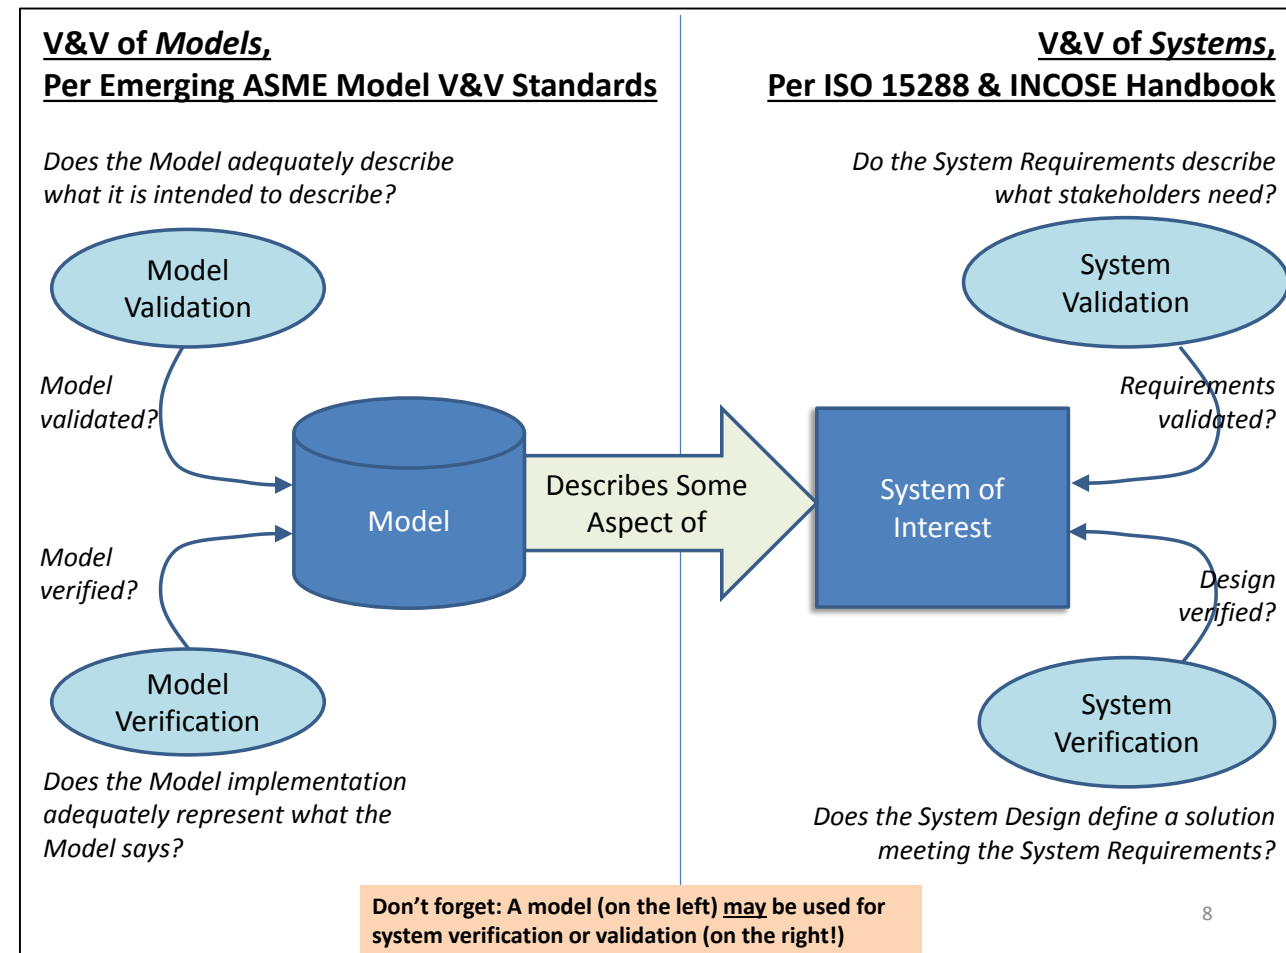 V&V of Models,
Per Emerging ASME Model V&V Standards
Does the Model adequately describe
what it is intended to describe?
Model
Validation
Model
validated?
Model
Model
verified?
Model
Verification
Does the Model implementation
adequately represent what the
Model says?
Describes Some
Aspect of
V&V of Systems,
Per ISO 15288 & INCOSE Handbook
Do the System Requirements describe
what stakeholders need?
System
Validation
Requirements
validated?
System of
Interest
Design
verified?
System
Verification
Does the System Design define a solution
meeting the System Requirements?
Don’t forget: A model (on the left) may be used for
system verification or validation (on the right!)
8